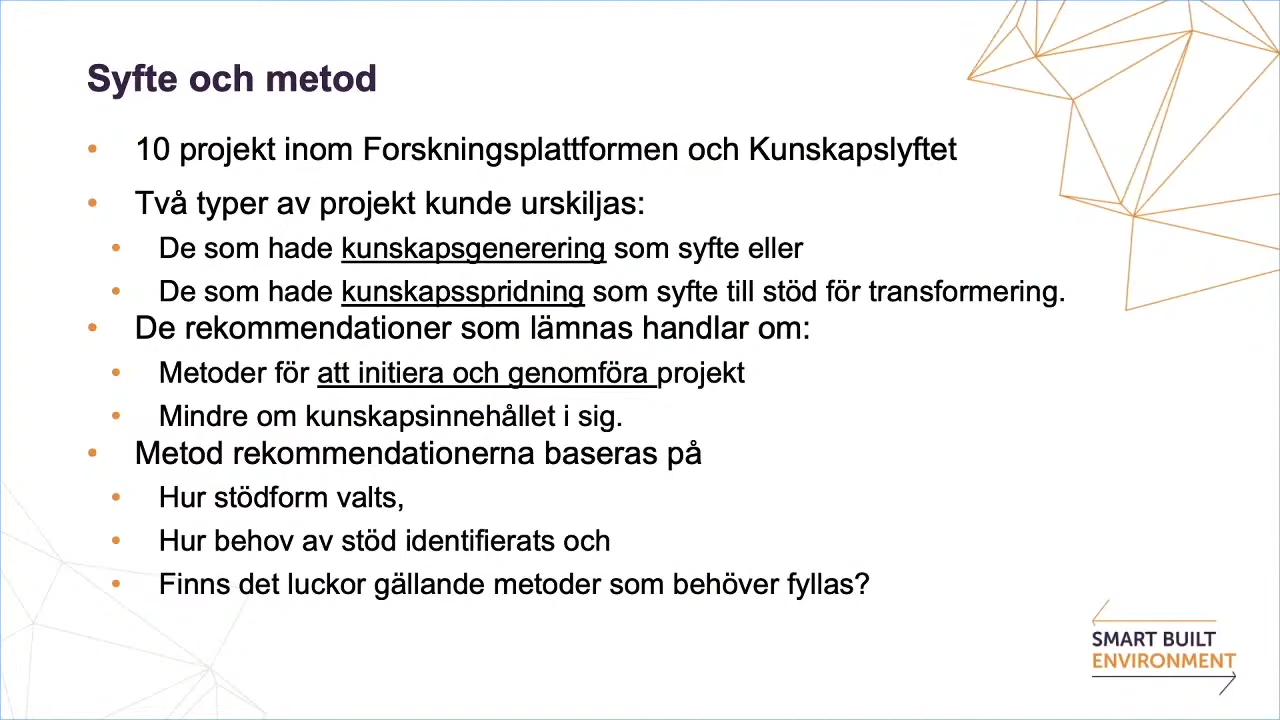 Syfte och metod
• 10 projekt inom Forskningsplattformen och Kunskapslyftet
• Två typer av projekt kunde urskiljas:
• De som hade kunskapsgenerering som syfte eller
• De som hade kunskapsspridning som syfte till stöd för transformering.
• De rekommendationer som lämnas handlar om:
• Metoder för att initiera och genomföra projekt
• Mindre om kunskapsinnehållet i sig.
• Metod rekommendationerna baseras på
• Hur stödform valts,
• Hur behov av stöd identifierats och
• Finns det luckor gällande metoder som behöver fyllas?
SMART BUILT
ENVIRONMENT